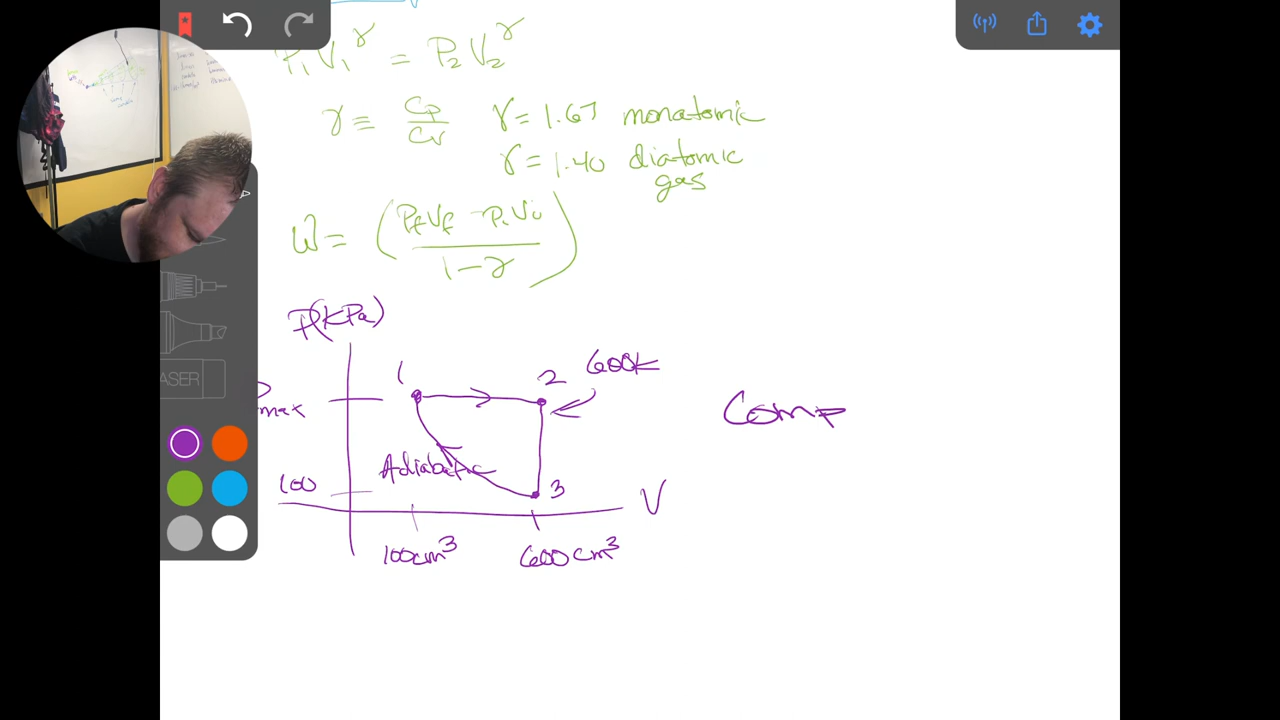 P₁V₁^γ = P₂V₂^γ
γ ≡ Cp/Cv γ = 1.67 monatomic
γ = 1.40 diatomic
gas
W = (PfVf - PiVi / 1 - γ)
P(kPa)
1
2
600K
max
Comp
Adiabatic
100
3
V
100cm³
600cm³
ASER